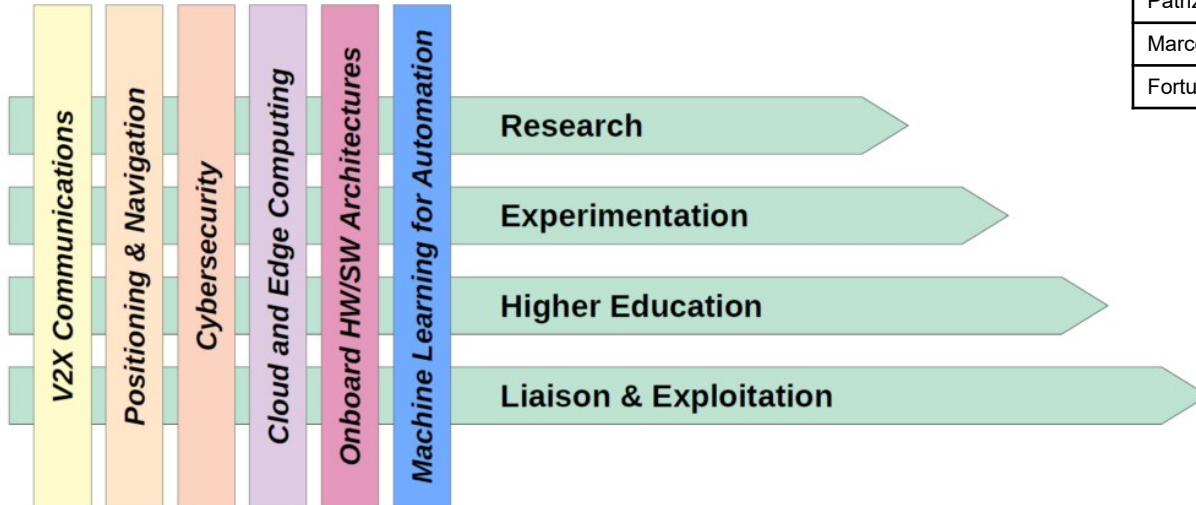 V2X Communications
Positioning & Navigation
Cybersecurity
Cloud and Edge Computing
Onboard HW/SW Architectures
Machine Learning for Automation
Research
Experimentation
Higher Education
Liaison & Exploitation